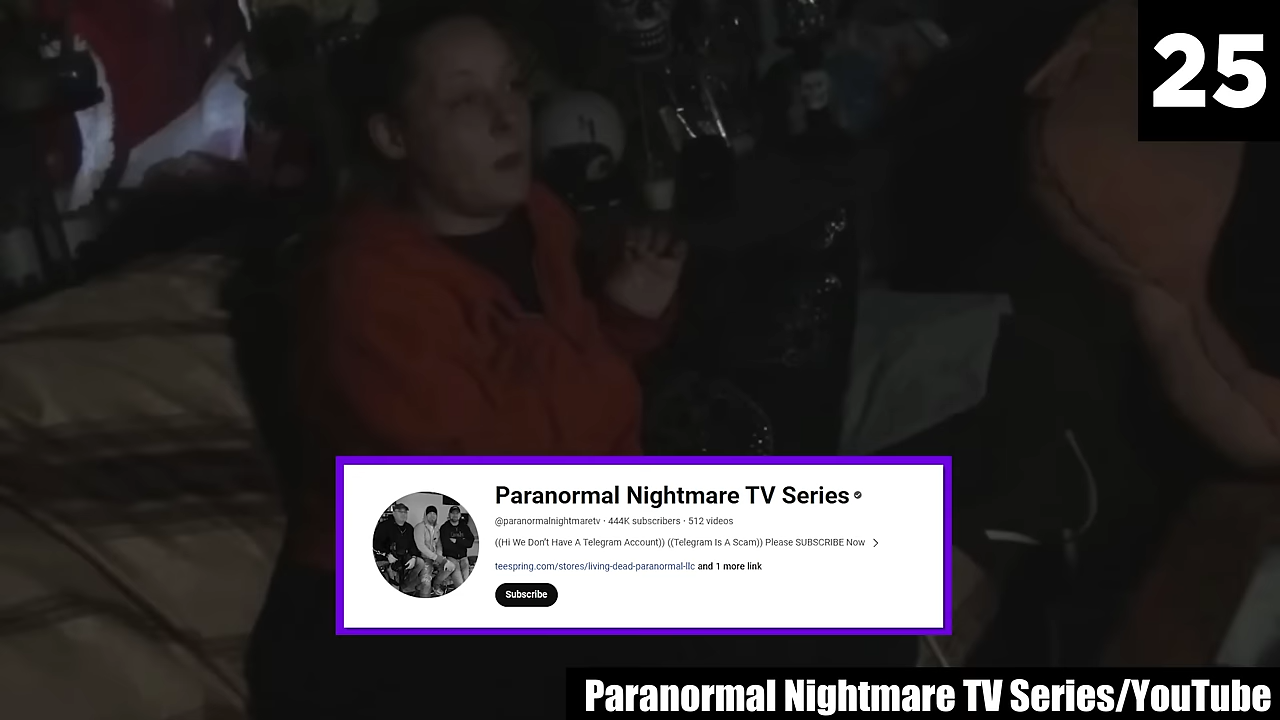 25
Paranormal Nightmare TV Series
@paranormalnightmaretv · 444K subscribers · 512 videos
((Hi We Don't Have A Telegram Account)) ((Telegram Is A Scam)) Please SUBSCRIBE Now
teespring.com/stores/living-dead-paranormal-llc and 1 more link
Subscribe
Paranormal Nightmare TV Series/YouTube